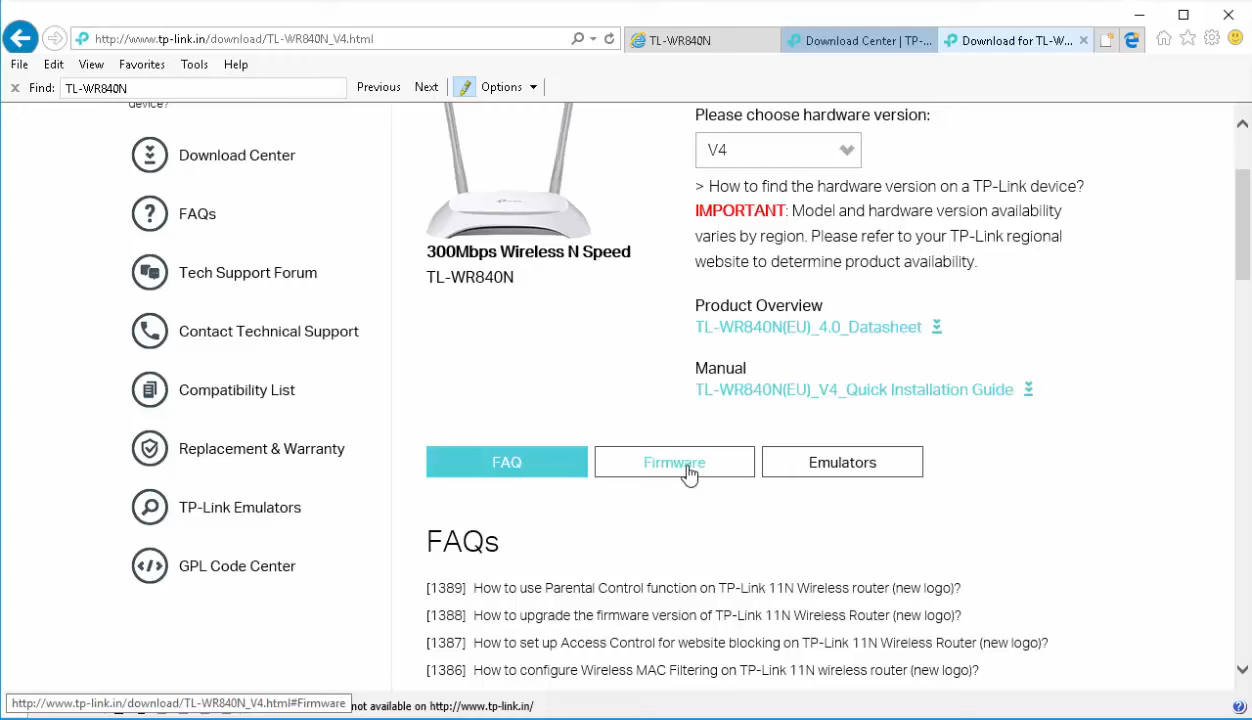 http://www.tp-link.in/download/TL-WR840N_V4.html
TL-WR840N
Download Center | TP-...
Download for TL-W...
File Edit View Favorites Tools Help
Find: TL-WR840N Previous Next Options
device?
Download Center
FAQs
Tech Support Forum
Contact Technical Support
Compatibility List
Replacement & Warranty
TP-Link Emulators
GPL Code Center
300Mbps Wireless N Speed
TL-WR840N
Please choose hardware version:
V4
> How to find the hardware version on a TP-Link device?
IMPORTANT: Model and hardware version availability
varies by region. Please refer to your TP-Link regional
website to determine product availability.
Product Overview
TL-WR840N(EU)_4.0_Datasheet
Manual
TL-WR840N(EU)_V4_Quick Installation Guide
FAQ Firmware Emulators
FAQs
[1389] How to use Parental Control function on TP-Link 11N Wireless router (new logo)?
[1388] How to upgrade the firmware version of TP-Link 11N Wireless Router (new logo)?
[1387] How to set up Access Control for website blocking on TP-Link 11N Wireless Router (new logo)?
[1386] How to configure Wireless MAC Filtering on TP-Link 11N wireless router (new logo)?
http://www.tp-link.in/download/TL-WR840N_V4.html#Firmware
not available on http://www.tp-link.in/